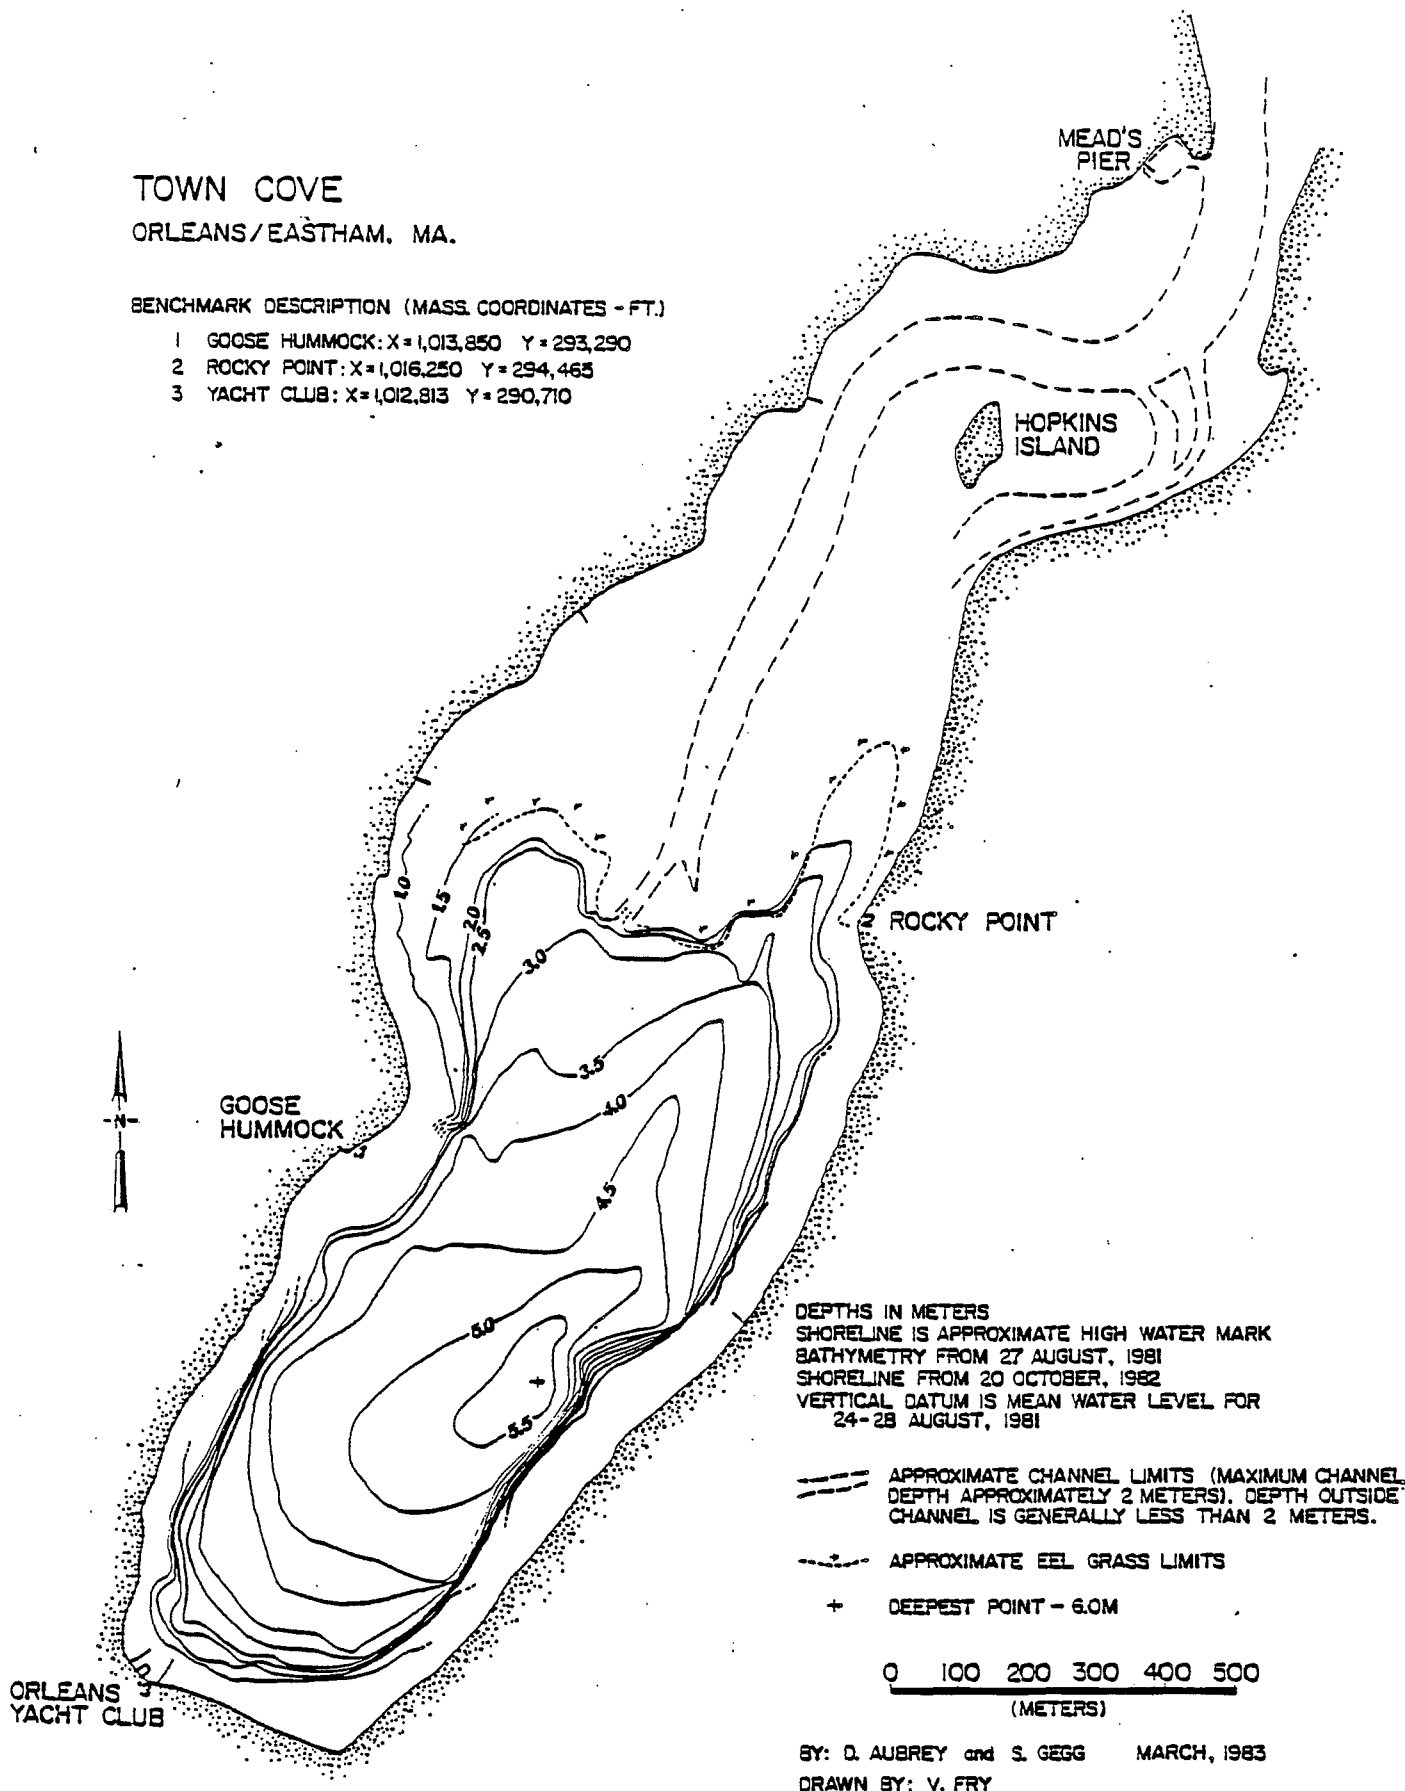 MEAD'S
PIER
TOWN COVE
ORLEANS/EASTHAM, MA.
BENCHMARK DESCRIPTION (MASS. COORDINATES - FT.)
1 GOOSE HUMMOCK: X=1,013,850 Y=293,290
2 ROCKY POINT: X=1,016,250 Y=294,465
3 YACHT CLUB: X=1,012,813 Y=290,710
HOPKINS
ISLAND
1.0
1.5
2.0
2.5
3.0
2 ROCKY POINT
3.5
4.0
GOOSE
HUMMOCK
-N-
4.5
5.0
5.5
DEPTHS IN METERS
SHORELINE IS APPROXIMATE HIGH WATER MARK
BATHYMETRY FROM 27 AUGUST, 1981
SHORELINE FROM 20 OCTOBER, 1982
VERTICAL DATUM IS MEAN WATER LEVEL FOR
24-28 AUGUST, 1981
APPROXIMATE CHANNEL LIMITS (MAXIMUM CHANNEL
DEPTH APPROXIMATELY 2 METERS). DEPTH OUTSIDE
CHANNEL IS GENERALLY LESS THAN 2 METERS.
APPROXIMATE EEL GRASS LIMITS
+ DEEPEST POINT - 6.0M
0 100 200 300 400 500
(METERS)
ORLEANS 3
YACHT CLUB
BY: D. AUBREY and S. GEGG MARCH, 1983
DRAWN BY: V. FRY